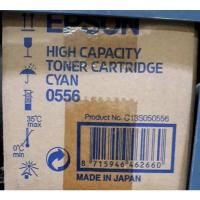 EPSON
HIGH CAPACITY
TONER CARTRIDGE
CYAN
0556
35°C
max
Product No. C13S050556
0°C
min
8 715946 462660
MADE IN JAPAN